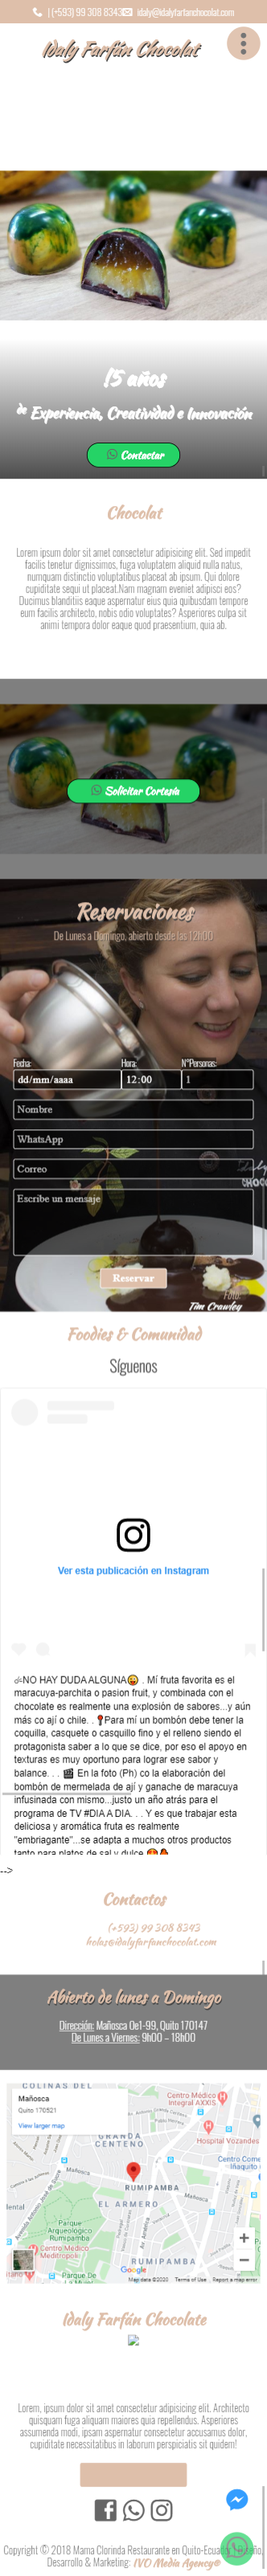 | (+593) 99 308 8343
idaly@idalyfarfanchocolat.com
Idaly Farfán Chocolat
15 años
de Experiencia, Creatividad e Innovación
Contactar
Chocolat
Lorem ipsum dolor sit amet consectetur adipisicing elit. Sed impedit
facilis tenetur dignissimos, fuga voluptatem aliquid nulla natus,
numquam distinctio voluptatibus placeat ab ipsum. Qui dolore
cupiditate sequi ut placeat.Nam magnam eveniet adipisci eos?
Ducimus blanditiis eaque aspernatur eius quia quibusdam tempore
eum facilis architecto, nobis odio voluptates? Asperiores culpa sit
animi tempora dolor eaque quod praesentium, quia ab.
Solicitar Cortesía
Reservaciones
De Lunes a Domingo, abierto desde las 12h00
Fecha: Hora: N°Personas:
dd/mm/aaaa 12:00 1
Nombre
WhatsApp
Correo
Escribe un mensaje
Reservar
Foto:
Tim Crawley
Foodies & Comunidad
Síguenos
Ver esta publicación en Instagram
👍NO HAY DUDA ALGUNA😛 . Mí fruta favorita es el
maracuya-parchita o pasión fruit, y combinada con el
chocolate es realmente una explosión de sabores...y aún
más co ají o chile. . 📍Para mí un bombón debe tener la
coquilla, casquete o casquillo fino y el relleno siendo el
protagonista saber a lo que se dice, por eso el apoyo en
texturas es muy oportuno para lograr ese sabor y
balance. . . 🎬 En la foto (Ph) co la elaboración del
bombón de mermelada de ají y ganache de maracuya
infusinada con mismo...justo un año atrás para el
programa de TV #DIA A DIA. . . Y es que trabajar esta
deliciosa y aromática fruta es realmente
"embriagante"...se adapta a muchos otros productos
tanto para platos de sal y dulce
-->
Contactos
(+593) 99 308 8343
holas@idalyfarfanchocolat.com
Abierto de lunes a Domingo
Dirección: Mañosca Oe1-99, Quito 170147
De Lunes a Viernes: 9h00 – 18h00
COLINAS DEL
Mañosca
Quito 170521
View larger map
Centro Médico
Integral AXXIS
Hospital Vozandes
GRANDA
CENTENO
Centro Come
Iñaquito
RUMIPAMBA
EL ARMERO
Parque
Arqueológico
Rumipamba
Centro Médico
Meditropoli
RUMIPAMBA
Parque
Google
Map data ©2020 Terms of Use Report a map error
Idaly Farfán Chocolate
Lorem, ipsum dolor sit amet consectetur adipisicing elit. Architecto
quisquam fuga aliquam maiores quia repellendus. Asperiores
assumenda modi, ipsam aspernatur consectetur accusamus dolor,
cupiditate necessitatibus in laborum perspiciatis sit quidem!
Copyright © 2018 Mama Clorinda Restaurante en Quito-Ecuador
Desarrollo & Marketing: IVO Media Agency®